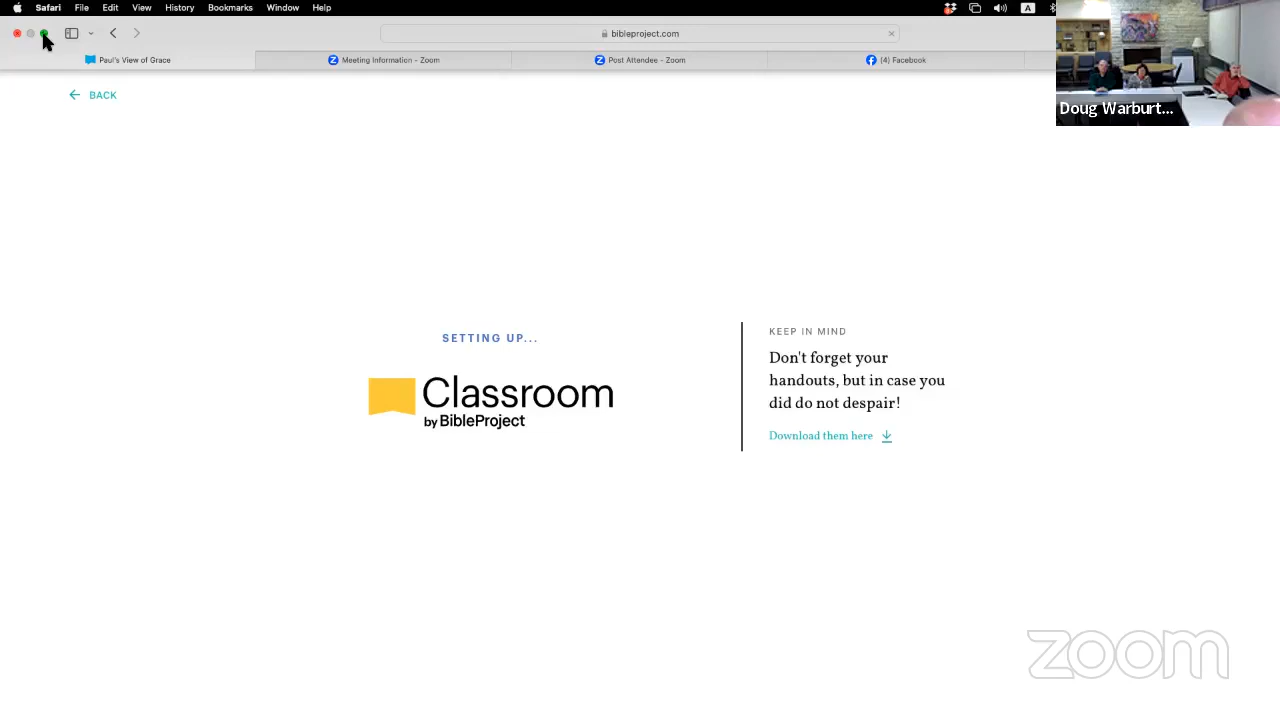 Safari File Edit View History Bookmarks Window Help
A
bibleproject.com
Paul's View of Grace
Meeting Information - Zoom
Post Attendee - Zoom
(4) Facebook
BACK
Doug Warburt...
SETTING UP...
Classroom
by BibleProject
KEEP IN MIND
Don't forget your
handouts, but in case you
did do not despair!
Download them here
zoom